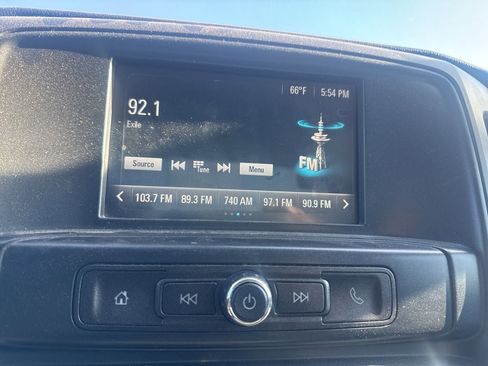 66°F 5:54 PM
92.1
Exile
Source Tune Menu
FM
103.7 FM 89.3 FM 740 AM 97.1 FM 90.9 FM